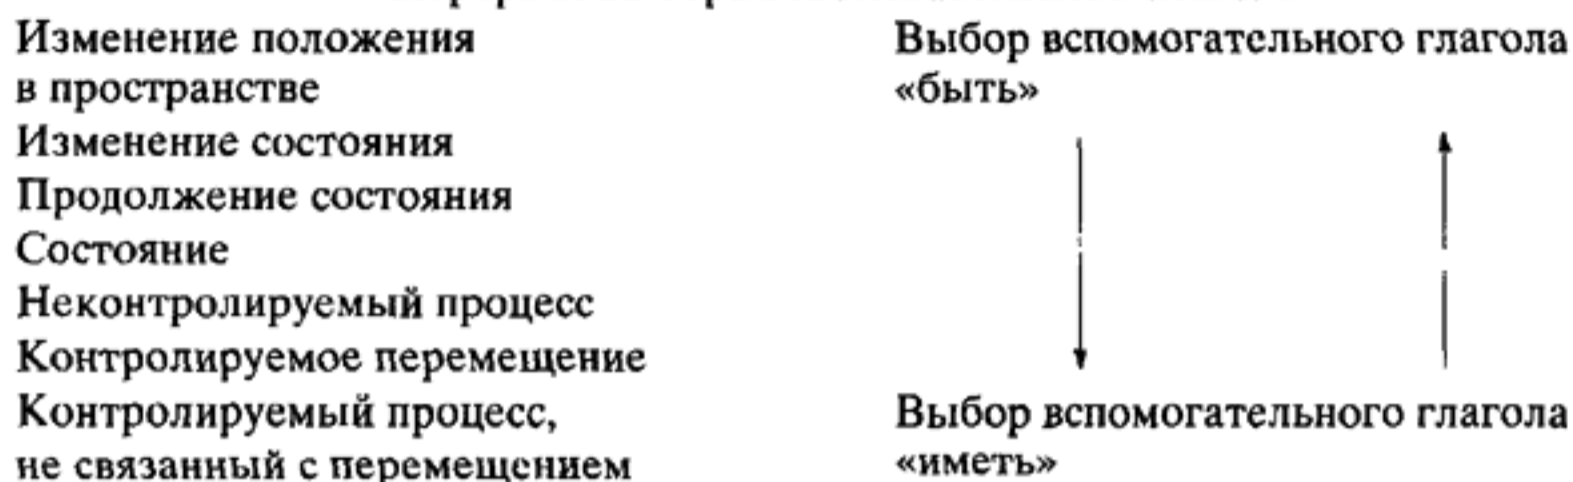 Изменение положения
в пространстве
Изменение состояния
Продолжение состояния
Состояние
Неконтролируемый процесс
Контролируемое перемещение
Контролируемый процесс,
не связанный с перемещением
Выбор вспомогательного глагола
«быть»
Выбор вспомогательного глагола
«иметь»